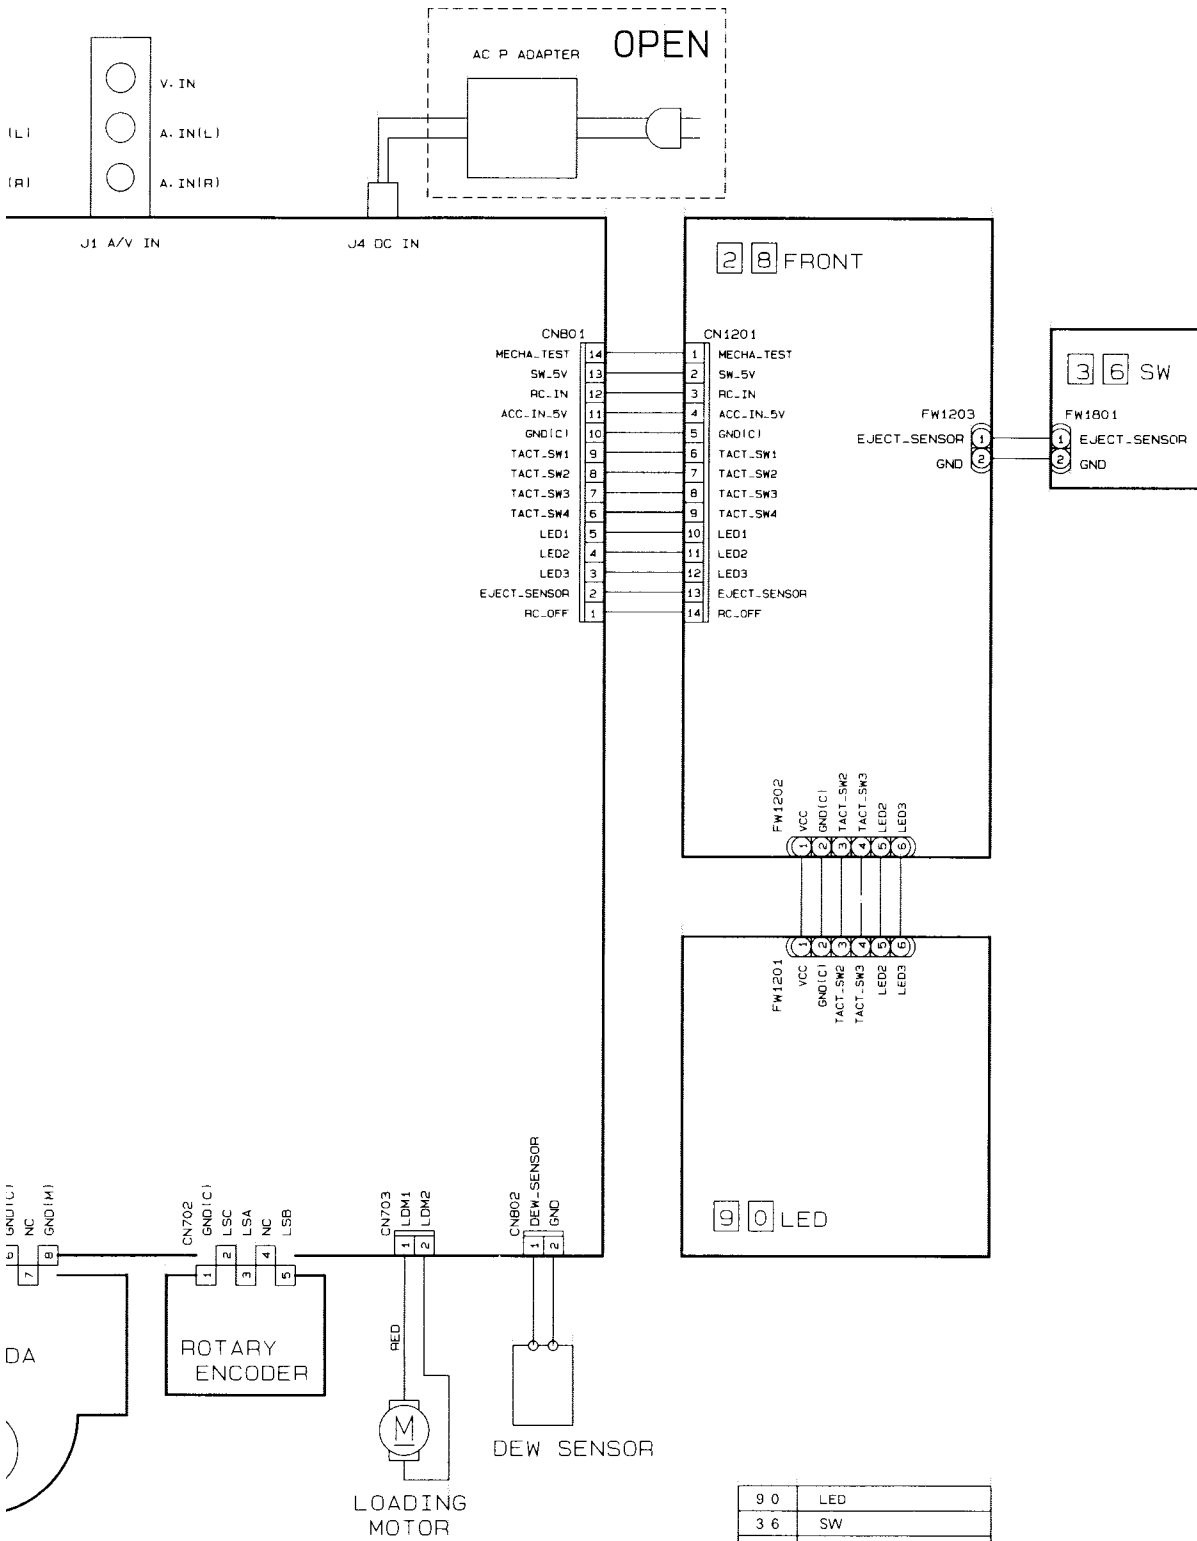 AC P ADAPTER
OPEN
V. IN
A. IN(L)
A. IN(R)
(L)
(R)
J1 A/V IN
J4 DC IN
2 8 FRONT
CN801
CN1201
MECHA_TEST 14 1 MECHA_TEST
SW_5V 13 2 SW_5V
RC_IN 12 3 RC_IN
ACC_IN_5V 11 4 ACC_IN_5V
GND(C) 10 5 GND(C)
TACT_SW1 9 6 TACT_SW1
TACT_SW2 8 7 TACT_SW2
TACT_SW3 7 8 TACT_SW3
TACT_SW4 6 9 TACT_SW4
LED1 5 10 LED1
LED2 4 11 LED2
LED3 3 12 LED3
EJECT_SENSOR 2 13 EJECT_SENSOR
RC_OFF 1 14 RC_OFF
3 6 SW
FW1203
FW1801
EJECT_SENSOR 1 1 EJECT_SENSOR
GND 2 2 GND
FW1202
VCC
GND(C)
TACT_SW2
TACT_SW3
LED2
LED3
1 2 3 4 5 6
1 2 3 4 5 6
FW1201
VCC
GND(C)
TACT_SW2
TACT_SW3
LED2
LED3
9 0 LED
GND(C)
NC
GND(M)
6 7 8
CN702
GND(C)
LSC
LSA
NC
LSB
1 2 3 4 5
CN703
LDM1
LDM2
1 2
CN802
DEW_SENSOR
GND
1 2
DA
ROTARY
ENCODER
RED
M
LOADING
MOTOR
DEW SENSOR
9 0 LED
3 6 SW